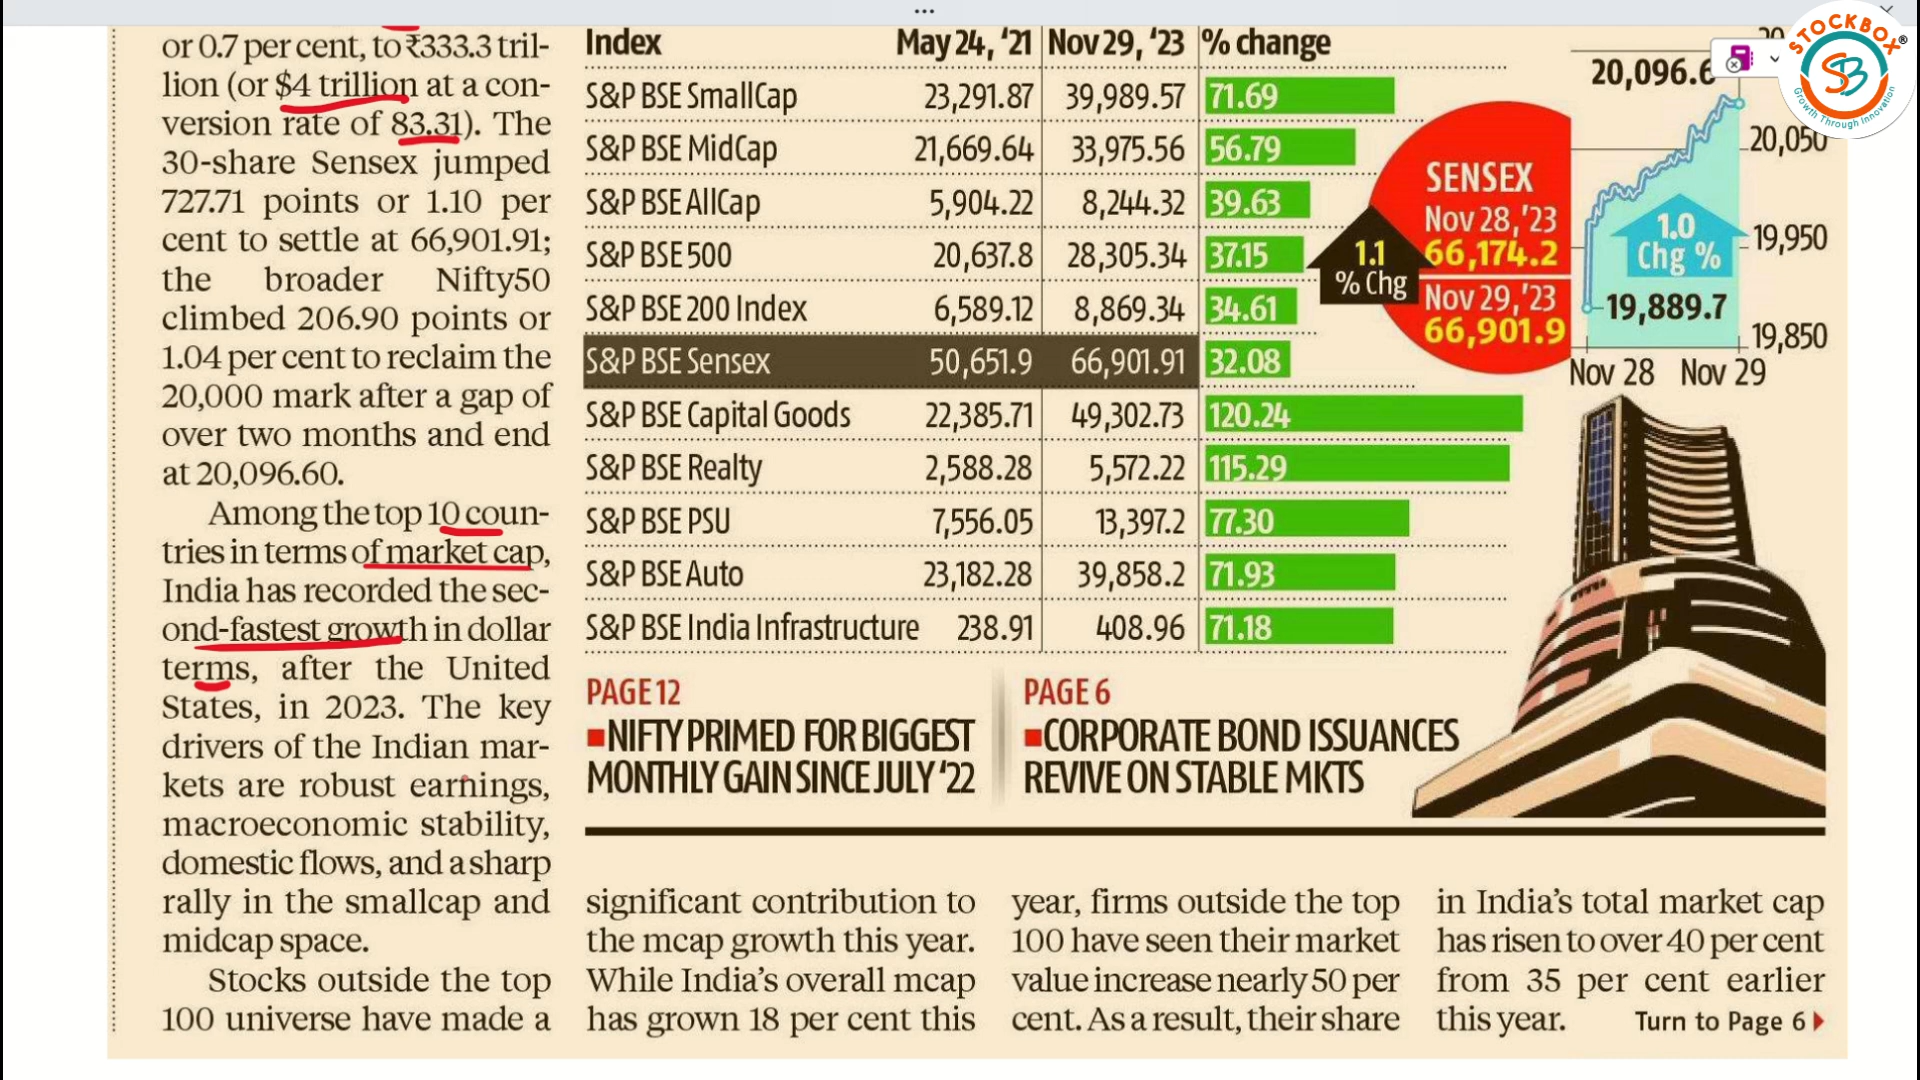 ...
STOCKBOX®
SB
Growth Through Innovation
or 0.7 per cent, to ₹333.3 tril-
lion (or $4 trillion at a con-
version rate of 83.31). The
30-share Sensex jumped
727.71 points or 1.10 per
cent to settle at 66,901.91;
the broader Nifty50
climbed 206.90 points or
1.04 per cent to reclaim the
20,000 mark after a gap of
over two months and end
at 20,096.60.
Among the top 10 coun-
tries in terms of market cap,
India has recorded the sec-
ond-fastest growth in dollar
terms, after the United
States, in 2023. The key
drivers of the Indian mar-
kets are robust earnings,
macroeconomic stability,
domestic flows, and a sharp
rally in the smallcap and
midcap space.
Stocks outside the top
100 universe have made a
Index May 24, ‘21 Nov 29, ‘23 % change
S&P BSE SmallCap 23,291.87 39,989.57 71.69
S&P BSE MidCap 21,669.64 33,975.56 56.79
S&P BSE AllCap 5,904.22 8,244.32 39.63
S&P BSE 500 20,637.8 28,305.34 37.15
S&P BSE 200 Index 6,589.12 8,869.34 34.61
S&P BSE Sensex 50,651.9 66,901.91 32.08
S&P BSE Capital Goods 22,385.71 49,302.73 120.24
S&P BSE Realty 2,588.28 5,572.22 115.29
S&P BSE PSU 7,556.05 13,397.2 77.30
S&P BSE Auto 23,182.28 39,858.2 71.93
S&P BSE India Infrastructure 238.91 408.96 71.18
1.1
% Chg
SENSEX
Nov 28,’23
66,174.2
Nov 29,’23
66,901.9
20,096.6
20,050
1.0
Chg %
19,950
19,889.7
19,850
Nov 28 Nov 29
PAGE 12
NIFTY PRIMED FOR BIGGEST
MONTHLY GAIN SINCE JULY ‘22
PAGE 6
CORPORATE BOND ISSUANCES
REVIVE ON STABLE MKTS
significant contribution to
the mcap growth this year.
While India’s overall mcap
has grown 18 per cent this
year, firms outside the top
100 have seen their market
value increase nearly 50 per
cent. As a result, their share
in India’s total market cap
has risen to over 40 per cent
from 35 per cent earlier
this year. Turn to Page 6